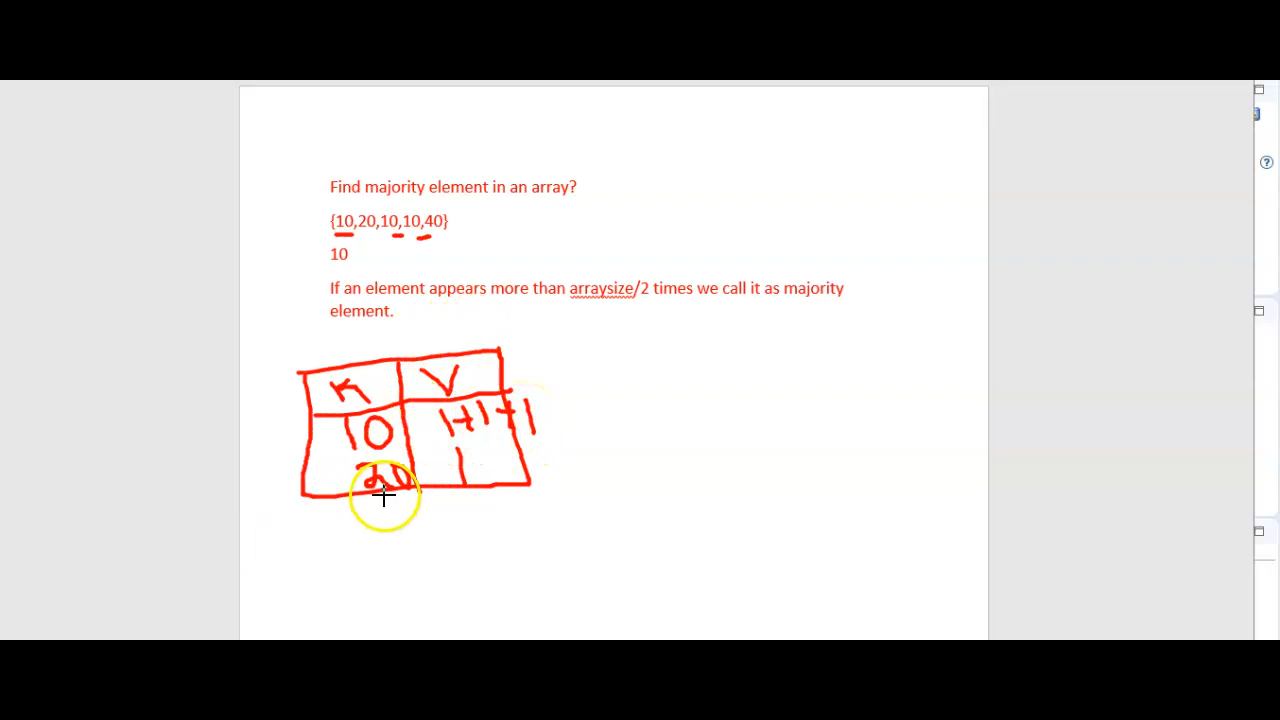 Find majority element in an array?
{10,20,10,10,40}
10
If an element appears more than arraysize/2 times we call it as majority
element.
K V
10 1+1+1
20 1